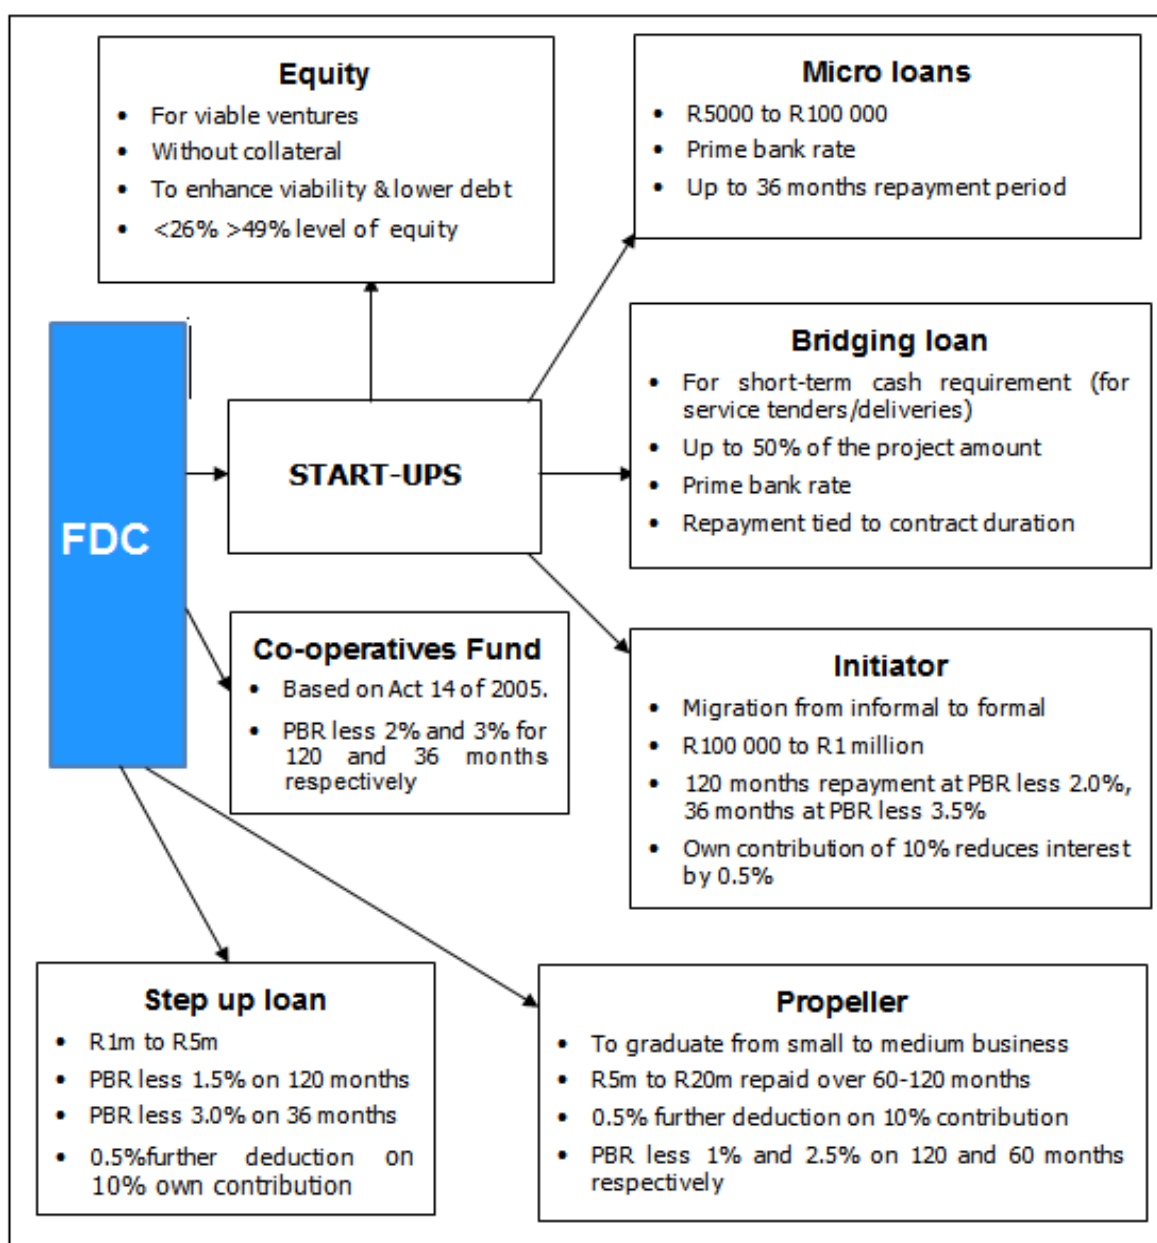 Equity
• For viable ventures
• Without collateral
• To enhance viability & lower debt
• <26% >49% level of equity
Micro loans
• R5000 to R100 000
• Prime bank rate
• Up to 36 months repayment period
Bridging loan
• For short-term cash requirement (for
service tenders/deliveries)
• Up to 50% of the project amount
• Prime bank rate
• Repayment tied to contract duration
START-UPS
FDC
Co-operatives Fund
• Based on Act 14 of 2005.
• PBR less 2% and 3% for
120 and 36 months
respectively
Initiator
• Migration from informal to formal
• R100 000 to R1 million
• 120 months repayment at PBR less 2.0%,
36 months at PBR less 3.5%
• Own contribution of 10% reduces interest
by 0.5%
Step up loan
• R1m to R5m
• PBR less 1.5% on 120 months
• PBR less 3.0% on 36 months
• 0.5%further deduction on
10% own contribution
Propeller
• To graduate from small to medium business
• R5m to R20m repaid over 60-120 months
• 0.5% further deduction on 10% contribution
• PBR less 1% and 2.5% on 120 and 60 months
respectively